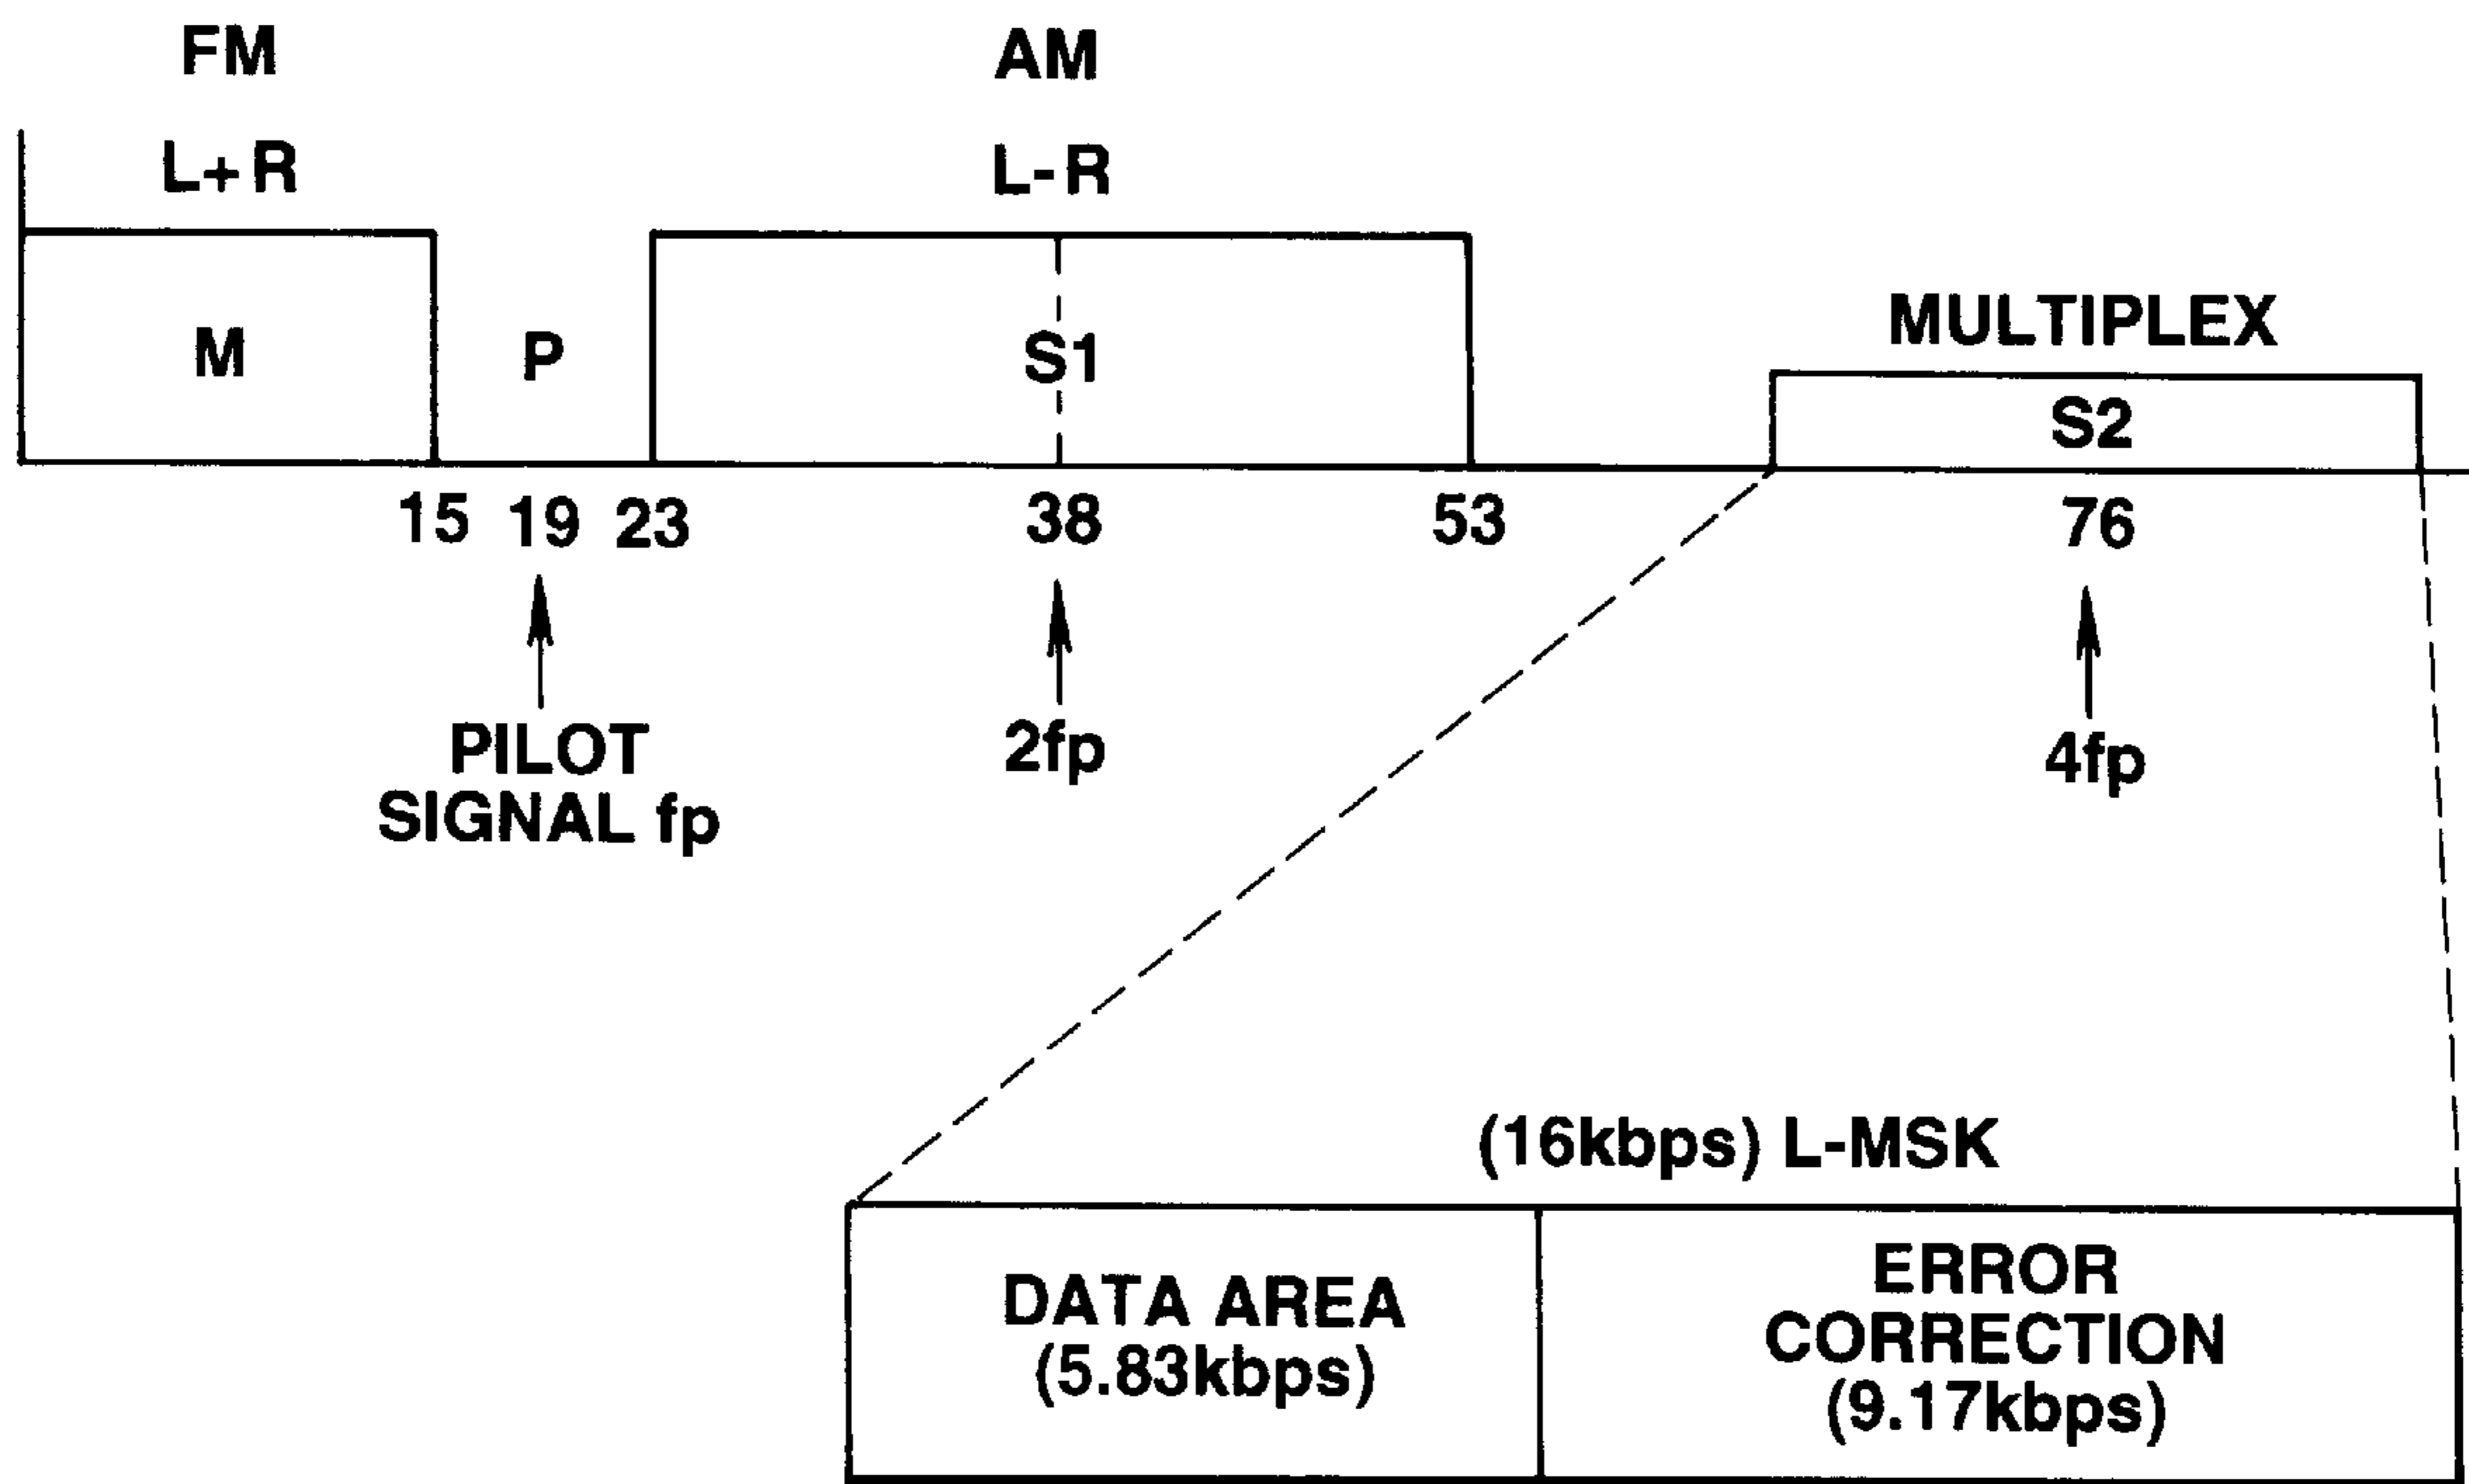 FM
L+R
AM
L-R
M
P
S1
MULTIPLEX
S2
15 19 23 38 53 76
PILOT
SIGNAL fp
2fp
4fp
(16kbps) L-MSK
DATA AREA
(5.83kbps)
ERROR
CORRECTION
(9.17kbps)